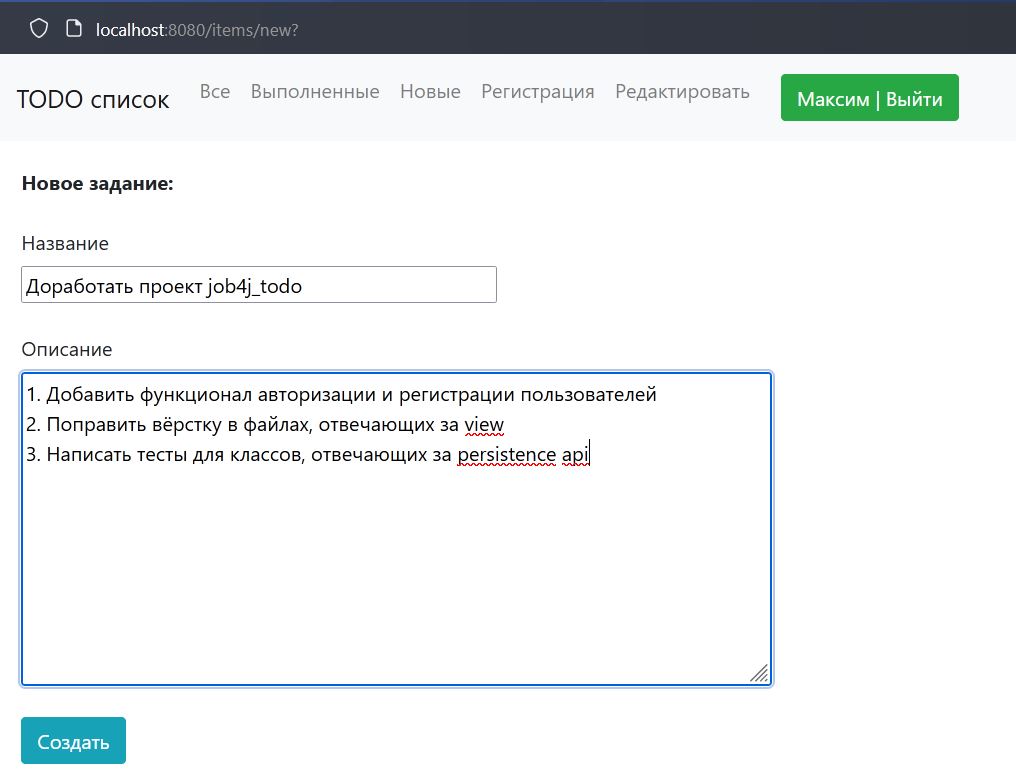 localhost:8080/items/new?
TODO список Все Выполненные Новые Регистрация Редактировать Максим | Выйти
Новое задание:
Название
Доработать проект job4j_todo
Описание
1. Добавить функционал авторизации и регистрации пользователей
2. Поправить вёрстку в файлах, отвечающих за view
3. Написать тесты для классов, отвечающих за persistence api
Создать